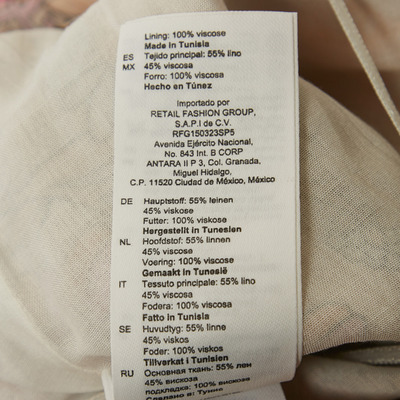 Lining: 100% viscose
Made in Tunisia
ES Tejido principal: 55% lino
MX 45% viscosa
Forro: 100% viscosa
Hecho en Túnez
Importado por
RETAIL FASHION GROUP,
S.A.P.I de C.V.
RFG150323SP5
Avenida Ejército Nacional,
No. 843 Int. B CORP
ANTARA II P 3, Col. Granada,
Miguel Hidalgo,
C.P. 11520 Ciudad de México, México
DE Hauptstoff: 55% leinen
45% viskose
Futter: 100% viskose
Hergestellt in Tunesien
NL Hoofdstof: 55% linnen
45% viscose
Voering: 100% viscose
Gemaakt in Tunesië
IT Tessuto principale: 55% lino
45% viscosa
Fodera: 100% viscosa
Fatto in Tunisia
SE Huvudtyg: 55% linne
45% viskos
Foder: 100% viskos
Tillverkat i Tunisien
RU Основная ткань: 55% лен
45% вискоза
подкладка: 100% вискоза
Сделано в: Тунис